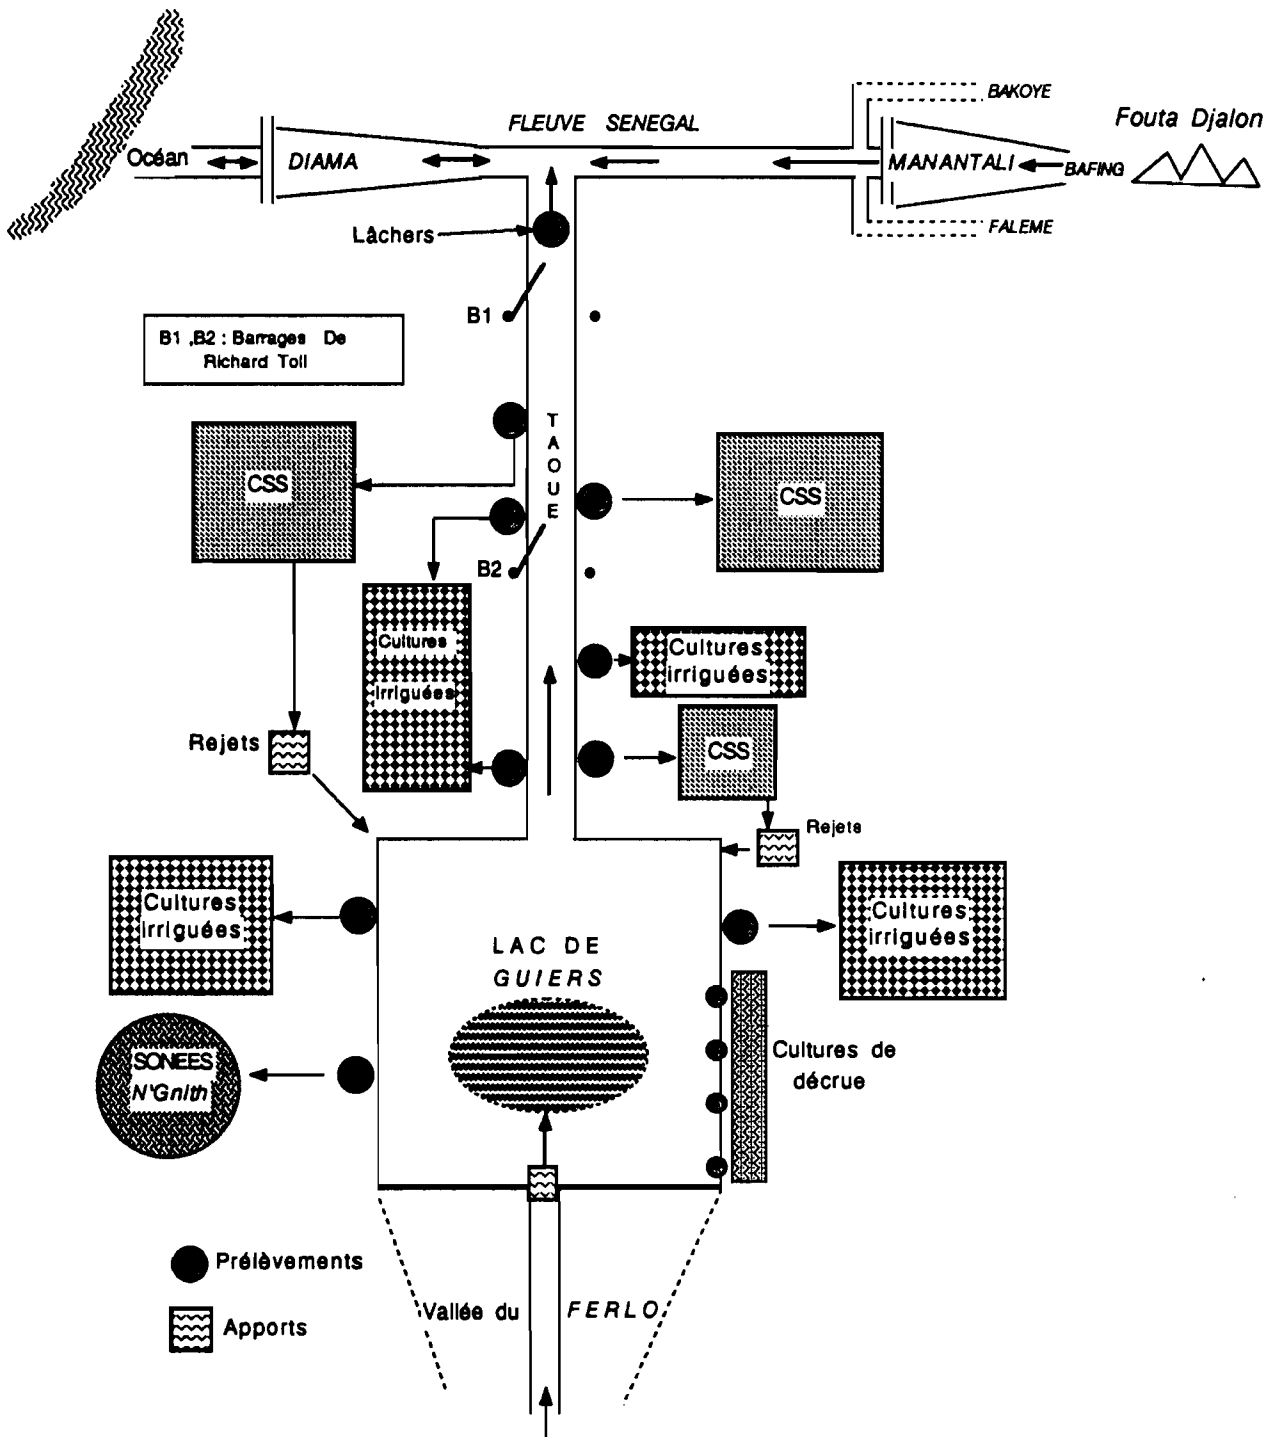 BAKOYE
Fouta Djalon
FLEUVE SENEGAL
Océan
DIAMA
MANANTALI
BAFING
FALEME
Lâchers
B1
B1 ,B2 : Barrages De
Richard Toll
TAOUE
CSS
CSS
B2
Cultures
irriguées
Cultures
irriguées
Rejets
CSS
Rejets
Cultures
irriguées
Cultures
irriguées
LAC DE
GUIERS
SONEES
N'Gnith
Cultures de
décrue
Prélèvements
Vallée du FERLO
Apports